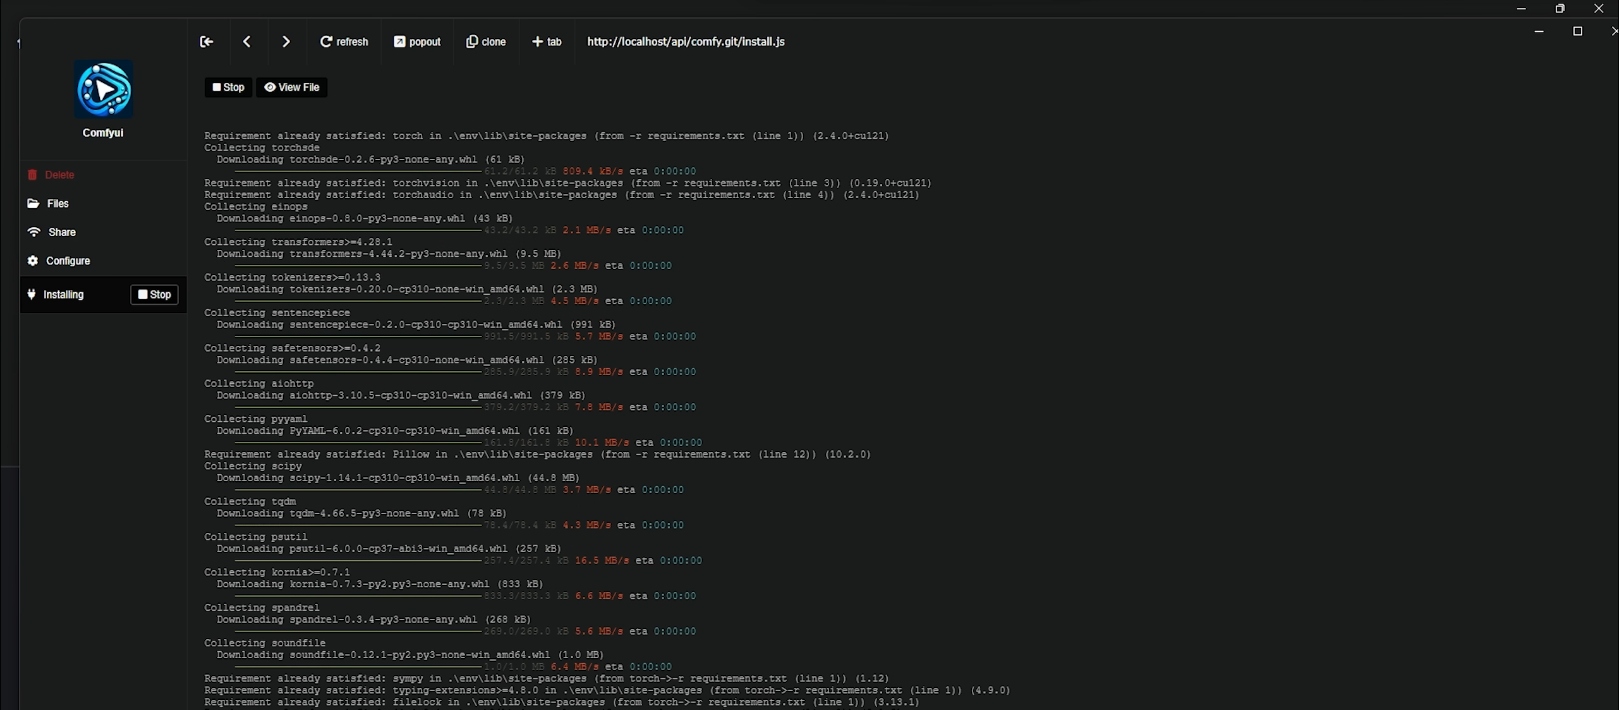 refresh popout clone tab http://localhost/api/comfy.git/install.js
Stop View File
Comfyui
Delete
Files
Share
Configure
Installing Stop
Requirement already satisfied: torch in .\env\lib\site-packages (from -r requirements.txt (line 1)) (2.4.0+cu121)
Collecting torchsde
Downloading torchsde-0.2.6-py3-none-any.whl (61 kB)
61.2/61.2 kB 809.4 kB/s eta 0:00:00
Requirement already satisfied: torchvision in .\env\lib\site-packages (from -r requirements.txt (line 3)) (0.19.0+cu121)
Requirement already satisfied: torchaudio in .\env\lib\site-packages (from -r requirements.txt (line 4)) (2.4.0+cu121)
Collecting einops
Downloading einops-0.8.0-py3-none-any.whl (43 kB)
43.2/43.2 kB 2.1 MB/s eta 0:00:00
Collecting transformers>=4.28.1
Downloading transformers-4.44.2-py3-none-any.whl (9.5 MB)
9.5/9.5 MB 2.6 MB/s eta 0:00:00
Collecting tokenizers>=0.13.3
Downloading tokenizers-0.20.0-cp310-none-win_amd64.whl (2.3 MB)
2.3/2.3 MB 4.5 MB/s eta 0:00:00
Collecting sentencepiece
Downloading sentencepiece-0.2.0-cp310-cp310-win_amd64.whl (991 kB)
991.5/991.5 kB 5.7 MB/s eta 0:00:00
Collecting safetensors>=0.4.2
Downloading safetensors-0.4.4-cp310-none-win_amd64.whl (285 kB)
285.9/285.9 kB 8.9 MB/s eta 0:00:00
Collecting aiohttp
Downloading aiohttp-3.10.5-cp310-cp310-win_amd64.whl (379 kB)
379.2/379.2 kB 7.8 MB/s eta 0:00:00
Collecting pyyaml
Downloading PyYAML-6.0.2-cp310-cp310-win_amd64.whl (161 kB)
161.8/161.8 kB 10.1 MB/s eta 0:00:00
Requirement already satisfied: Pillow in .\env\lib\site-packages (from -r requirements.txt (line 12)) (10.2.0)
Collecting scipy
Downloading scipy-1.14.1-cp310-cp310-win_amd64.whl (44.8 MB)
44.8/44.8 MB 3.7 MB/s eta 0:00:00
Collecting tqdm
Downloading tqdm-4.66.5-py3-none-any.whl (78 kB)
78.4/78.4 kB 4.3 MB/s eta 0:00:00
Collecting psutil
Downloading psutil-6.0.0-cp37-abi3-win_amd64.whl (257 kB)
257.4/257.4 kB 16.5 MB/s eta 0:00:00
Collecting kornia>=0.7.1
Downloading kornia-0.7.3-py2.py3-none-any.whl (833 kB)
833.3/833.3 kB 6.6 MB/s eta 0:00:00
Collecting spandrel
Downloading spandrel-0.3.4-py3-none-any.whl (268 kB)
269.0/269.0 kB 5.6 MB/s eta 0:00:00
Collecting soundfile
Downloading soundfile-0.12.1-py2.py3-none-win_amd64.whl (1.0 MB)
1.0/1.0 MB 6.4 MB/s eta 0:00:00
Requirement already satisfied: sympy in .\env\lib\site-packages (from torch->-r requirements.txt (line 1)) (1.12)
Requirement already satisfied: typing-extensions>=4.8.0 in .\env\lib\site-packages (from torch->-r requirements.txt (line 1)) (4.9.0)
Requirement already satisfied: filelock in .\env\lib\site-packages (from torch->-r requirements.txt (line 1)) (3.13.1)